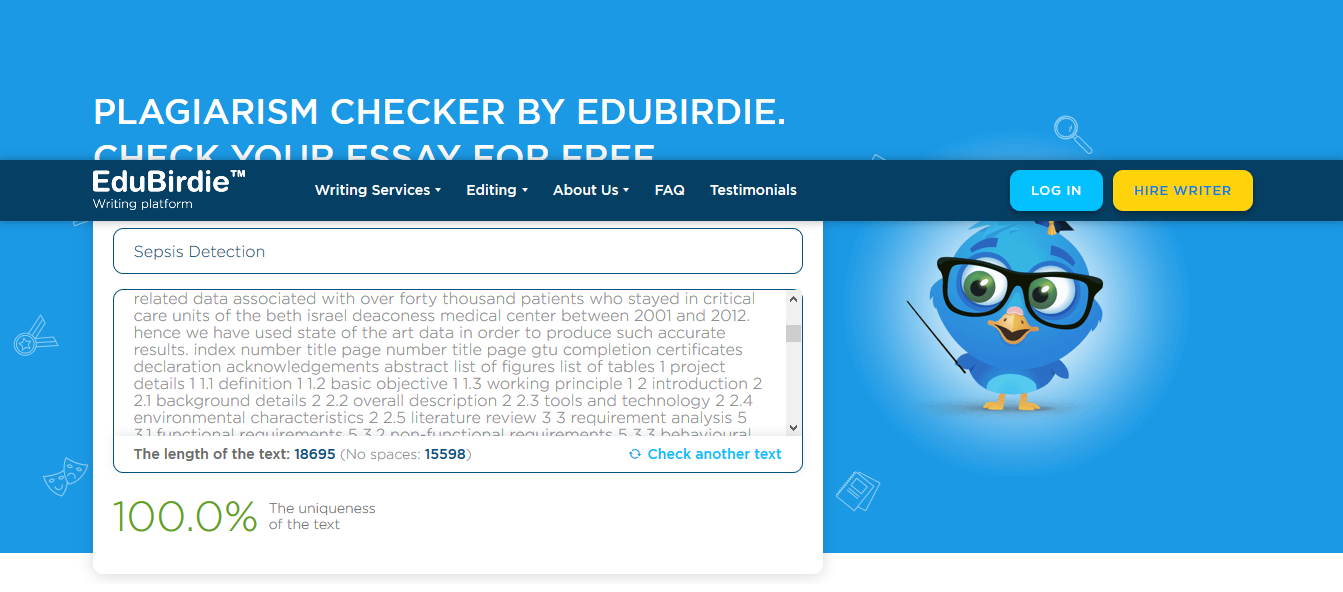 PLAGIARISM CHECKER BY EDUBIRDIE.
CHECK YOUR ESSAY FOR FREE
EduBirdie™
Writing platform
Writing Services
Editing
About Us
FAQ
Testimonials
LOG IN
HIRE WRITER
Sepsis Detection
related data associated with over forty thousand patients who stayed in critical
care units of the beth israel deaconess medical center between 2001 and 2012.
hence we have used state of the art data in order to produce such accurate
results. index number title page number title page gtu completion certificates
declaration acknowledgements abstract list of figures list of tables 1 project
details 1 1.1 definition 1 1.2 basic objective 1 1.3 working principle 1 2 introduction 2
2.1 background details 2 2.2 overall description 2 2.3 tools and technology 2 2.4
environmental characteristics 2 2.5 literature review 3 3 requirement analysis 5
3.1 functional requirements 5 3.2 non-functional requirements 5 3.3 behavioural
The length of the text: 18695 (No spaces: 15598)
Check another text
100.0%
The uniqueness
of the text